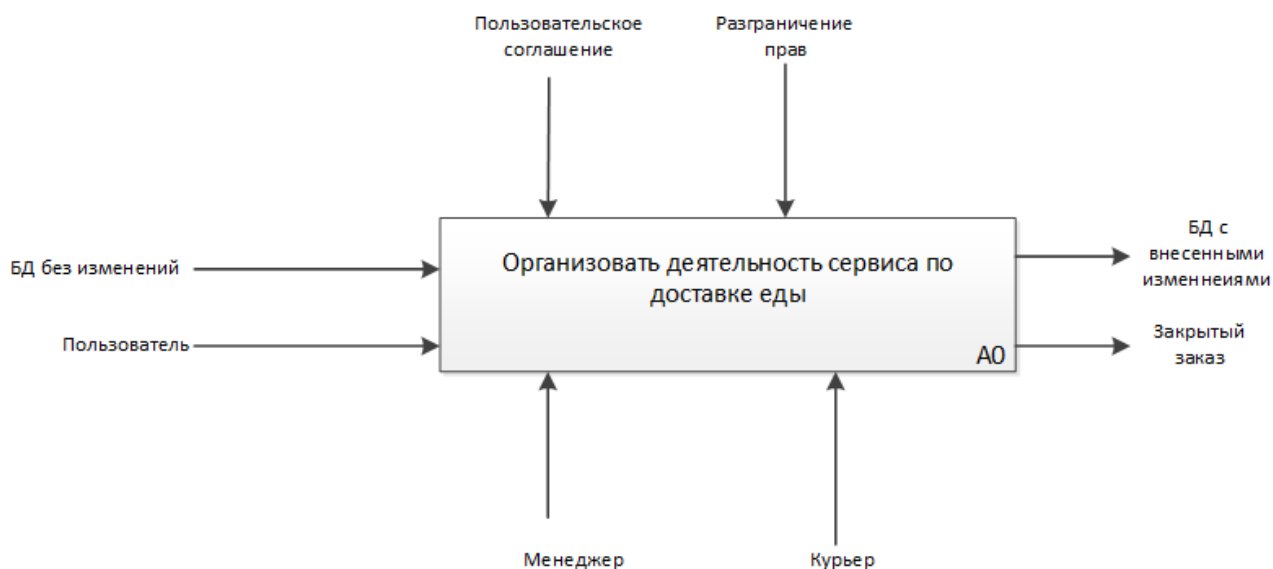 Пользовательское
соглашение
Разграничение
прав
БД без изменений
Пользователь
Организовать деятельность сервиса по
доставке еды
А0
БД с
внесенными
изменнеиями
Закрытый
заказ
Менеджер
Курьер